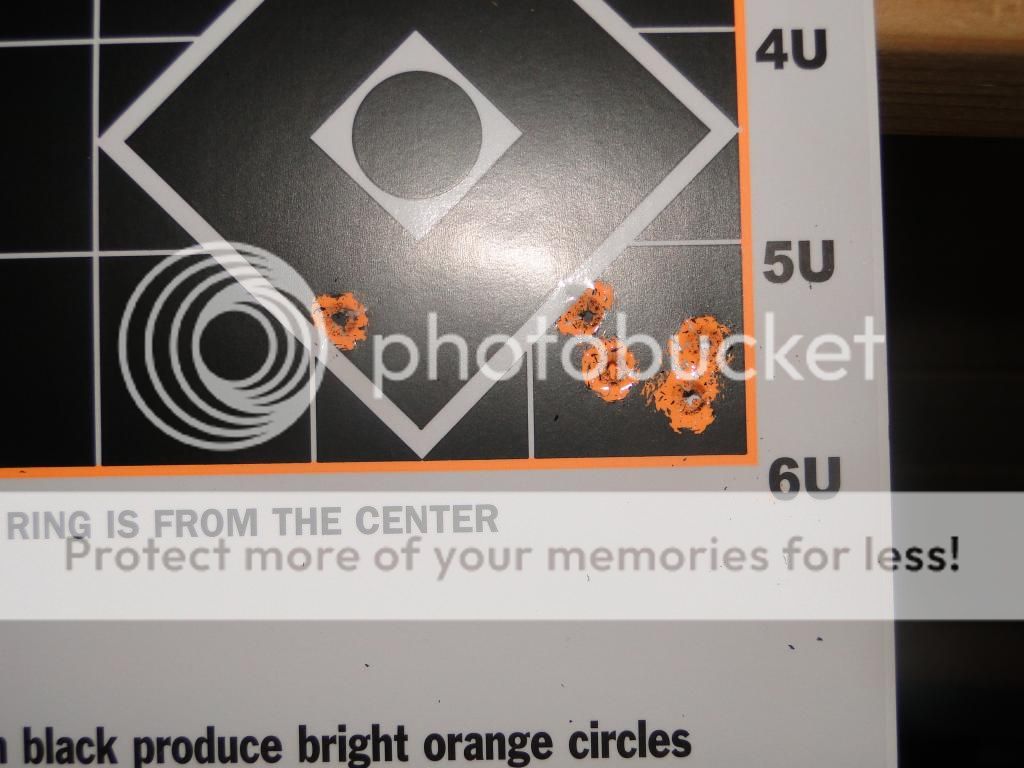 4U
5U
photobucket
6U
RING IS FROM THE CENTER
Protect more of your memories for less!
black produce bright orange circles